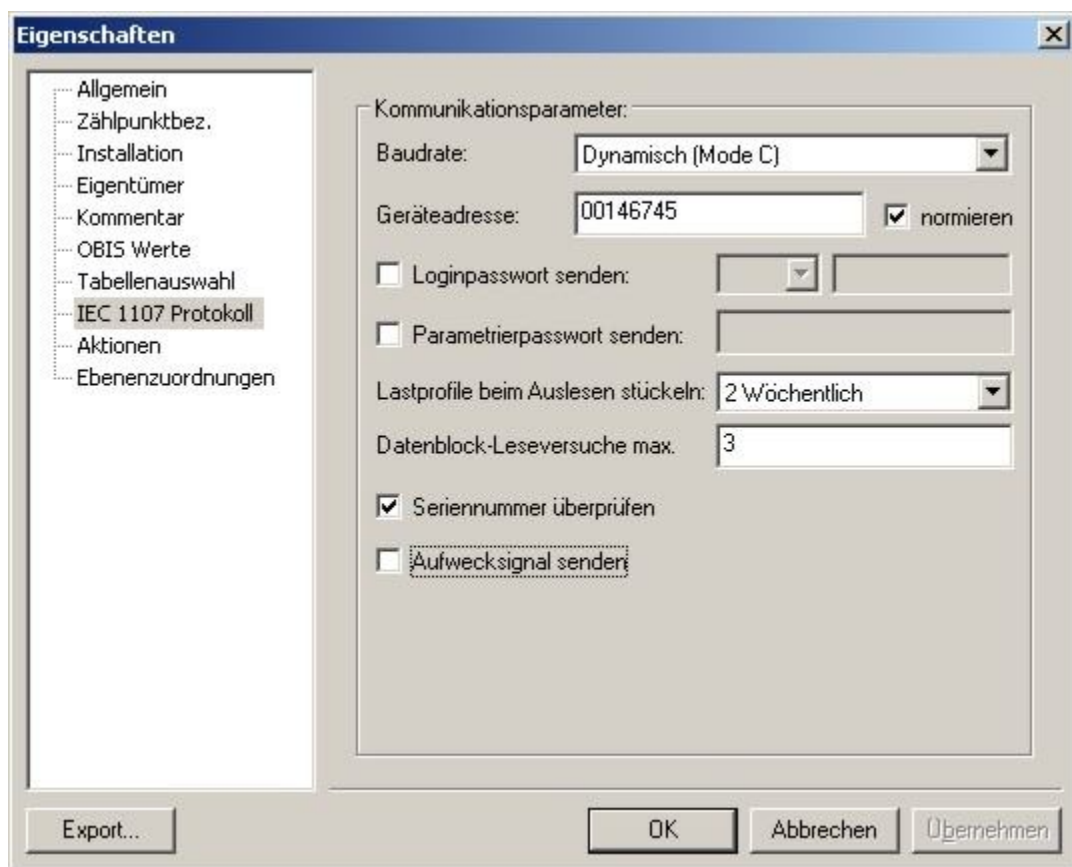 Eigenschaften
Allgemein
Zählpunktbez.
Installation
Eigentümer
Kommentar
OBIS Werte
Tabellenauswahl
IEC 1107 Protokoll
Aktionen
Ebenenzuordnungen
Kommunikationsparameter:
Baudrate: Dynamisch (Mode C)
Geräteadresse: 00146745 normieren
Loginpasswort senden:
Parametrierpasswort senden:
Lastprofile beim Auslesen stückeln: 2 Wöchentlich
Datenblock-Leseversuche max. 3
Seriennummer überprüfen
Aufwecksignal senden
Export... OK Abbrechen Übernehmen